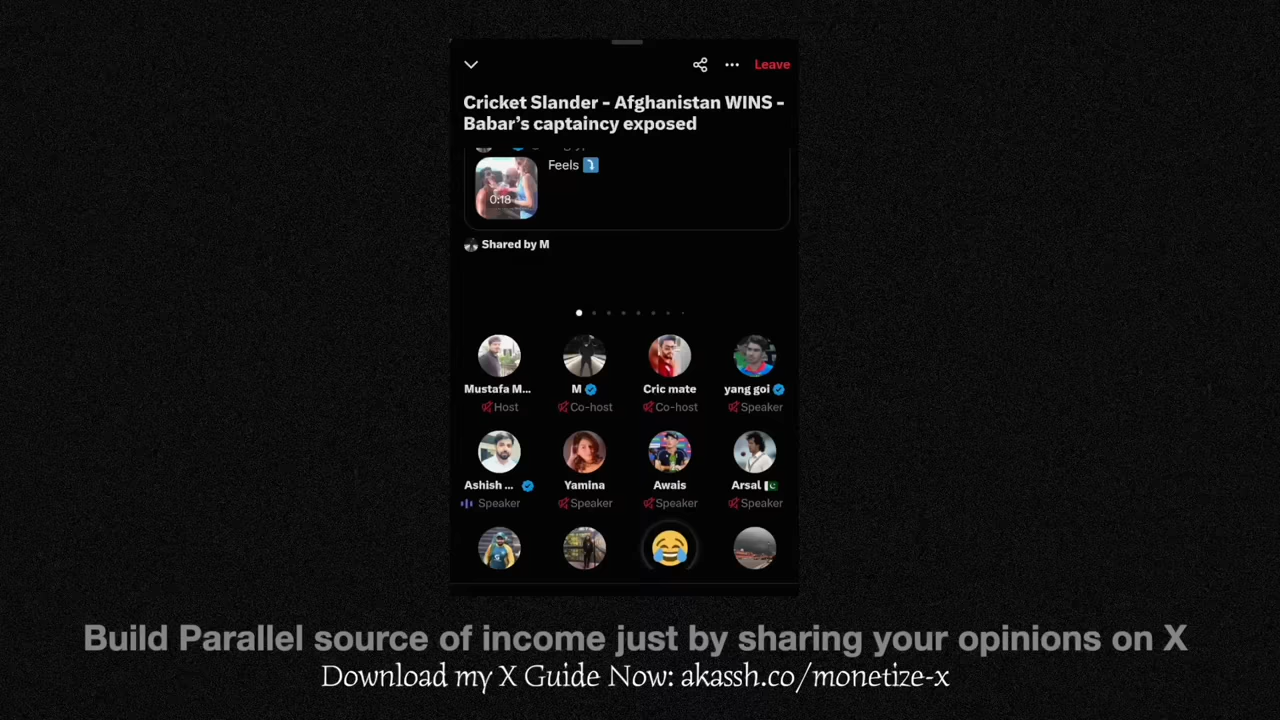 Leave
Cricket Slander - Afghanistan WINS -
Babar's captaincy exposed
Feels
0:18
Shared by M
Mustafa M... M Cric mate yang goi
Host Co-host Co-host Speaker
Ashish ... Yamina Awais Arsal
Speaker Speaker Speaker Speaker
Build Parallel source of income just by sharing your opinions on X
Download my X Guide Now: akassh.co/monetize-x